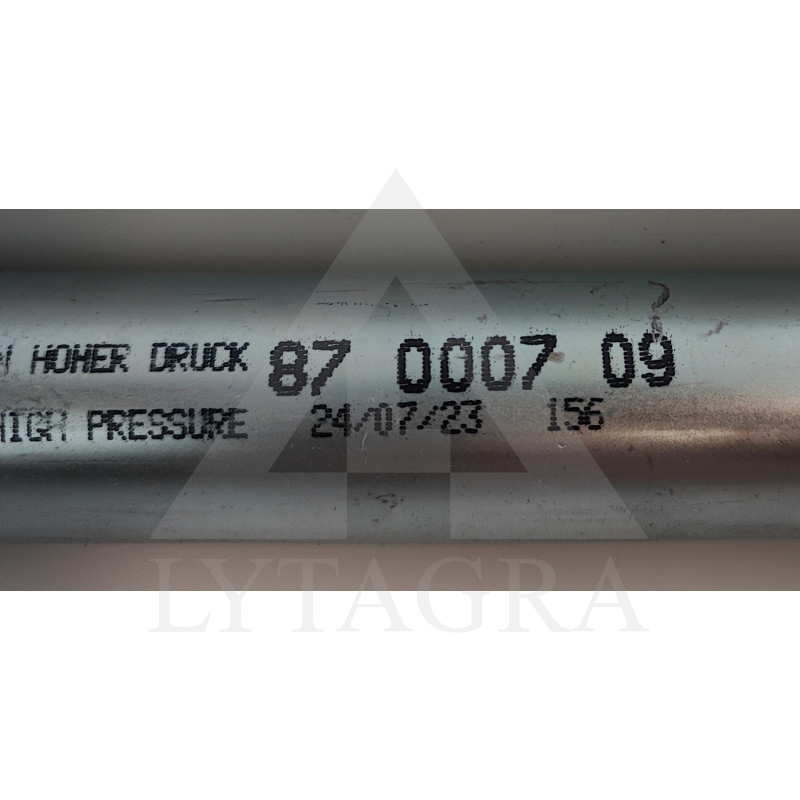 HOHER DRUCK 87 0007 09
HIGH PRESSURE 24/07/23 156
LYTAGRA